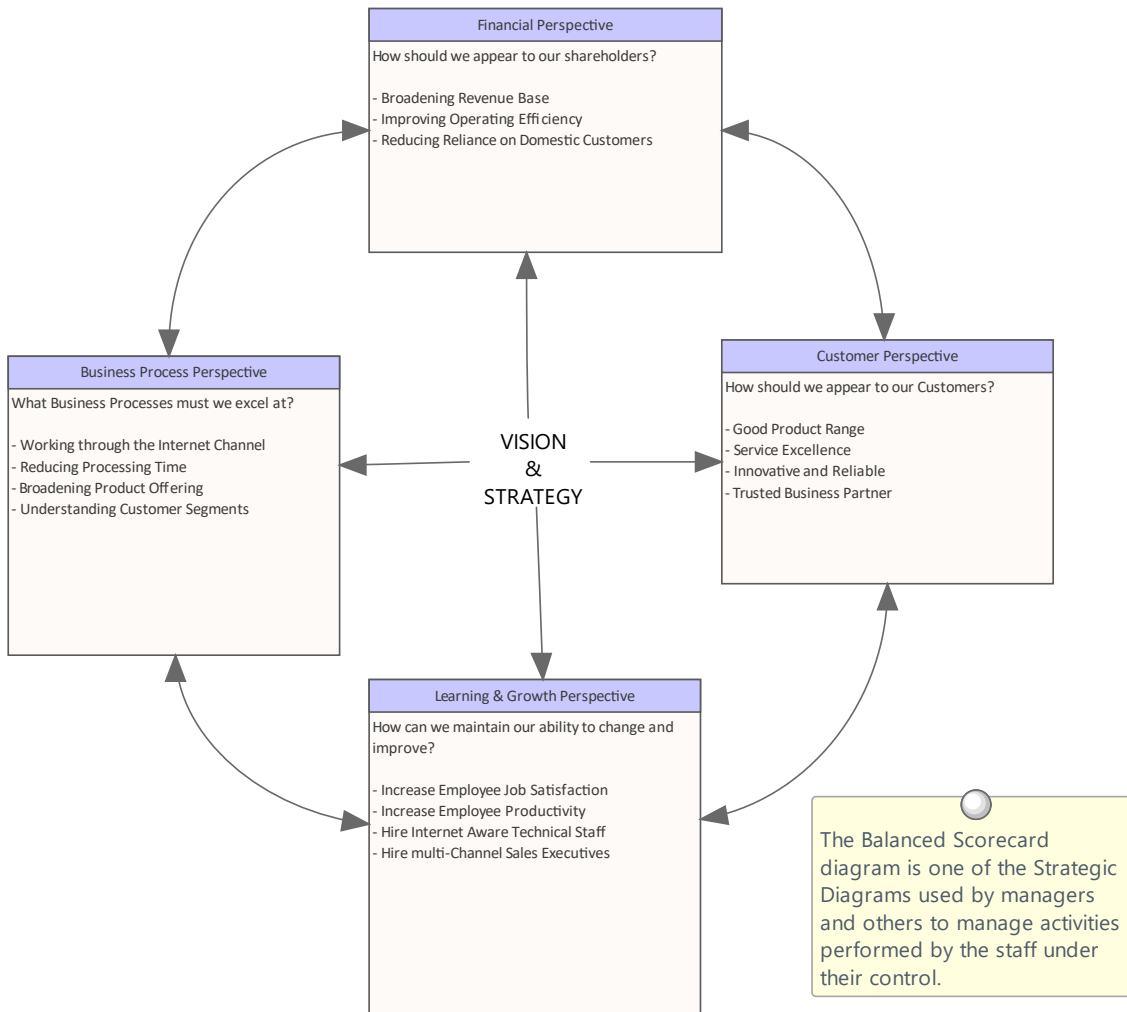 Financial Perspective
How should we appear to our shareholders?
- Broadening Revenue Base
- Improving Operating Efficiency
- Reducing Reliance on Domestic Customers
Business Process Perspective
What Business Processes must we excel at?
- Working through the Internet Channel
- Reducing Processing Time
- Broadening Product Offering
- Understanding Customer Segments
VISION
&
STRATEGY
Customer Perspective
How should we appear to our Customers?
- Good Product Range
- Service Excellence
- Innovative and Reliable
- Trusted Business Partner
Learning & Growth Perspective
How can we maintain our ability to change and
improve?
- Increase Employee Job Satisfaction
- Increase Employee Productivity
- Hire Internet Aware Technical Staff
- Hire multi-Channel Sales Executives
The Balanced Scorecard
diagram is one of the Strategic
Diagrams used by managers
and others to manage activities
performed by the staff under
their control.